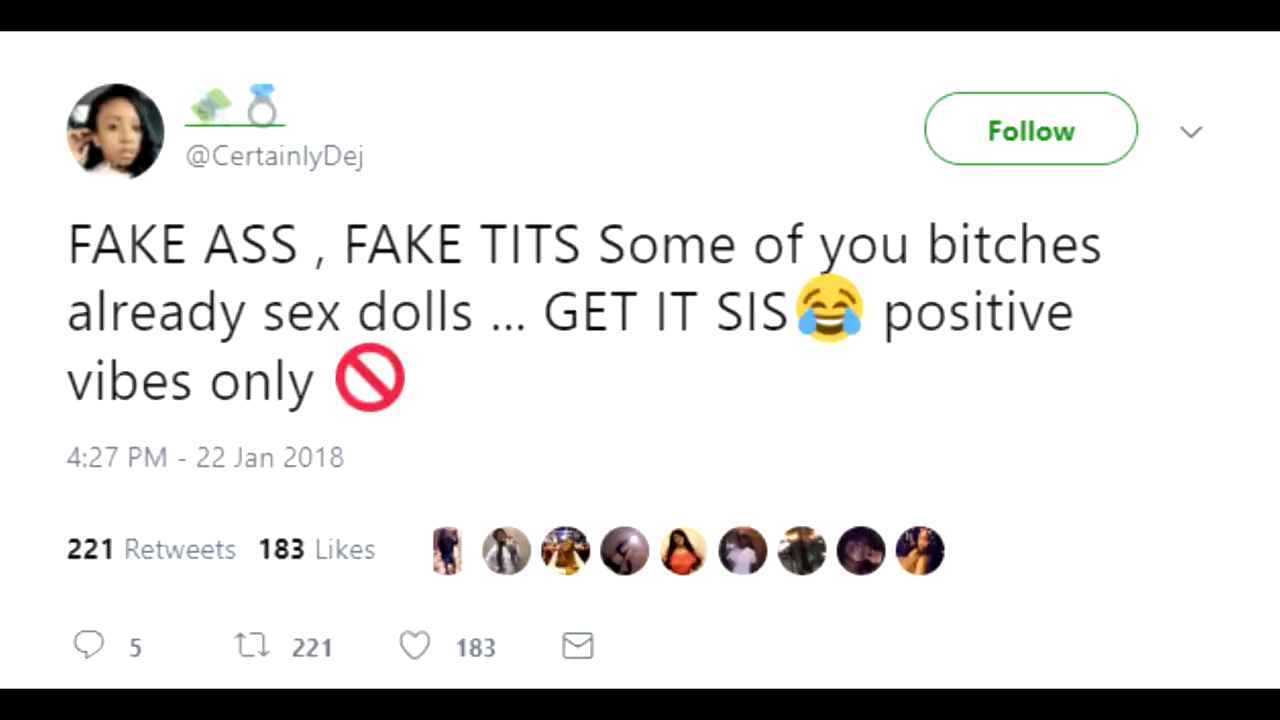 @CertainlyDej
Follow
FAKE ASS , FAKE TITS Some of you bitches
already sex dolls ... GET IT SIS😂 positive
vibes only 🚫
4:27 PM - 22 Jan 2018
221 Retweets 183 Likes
5 221 183